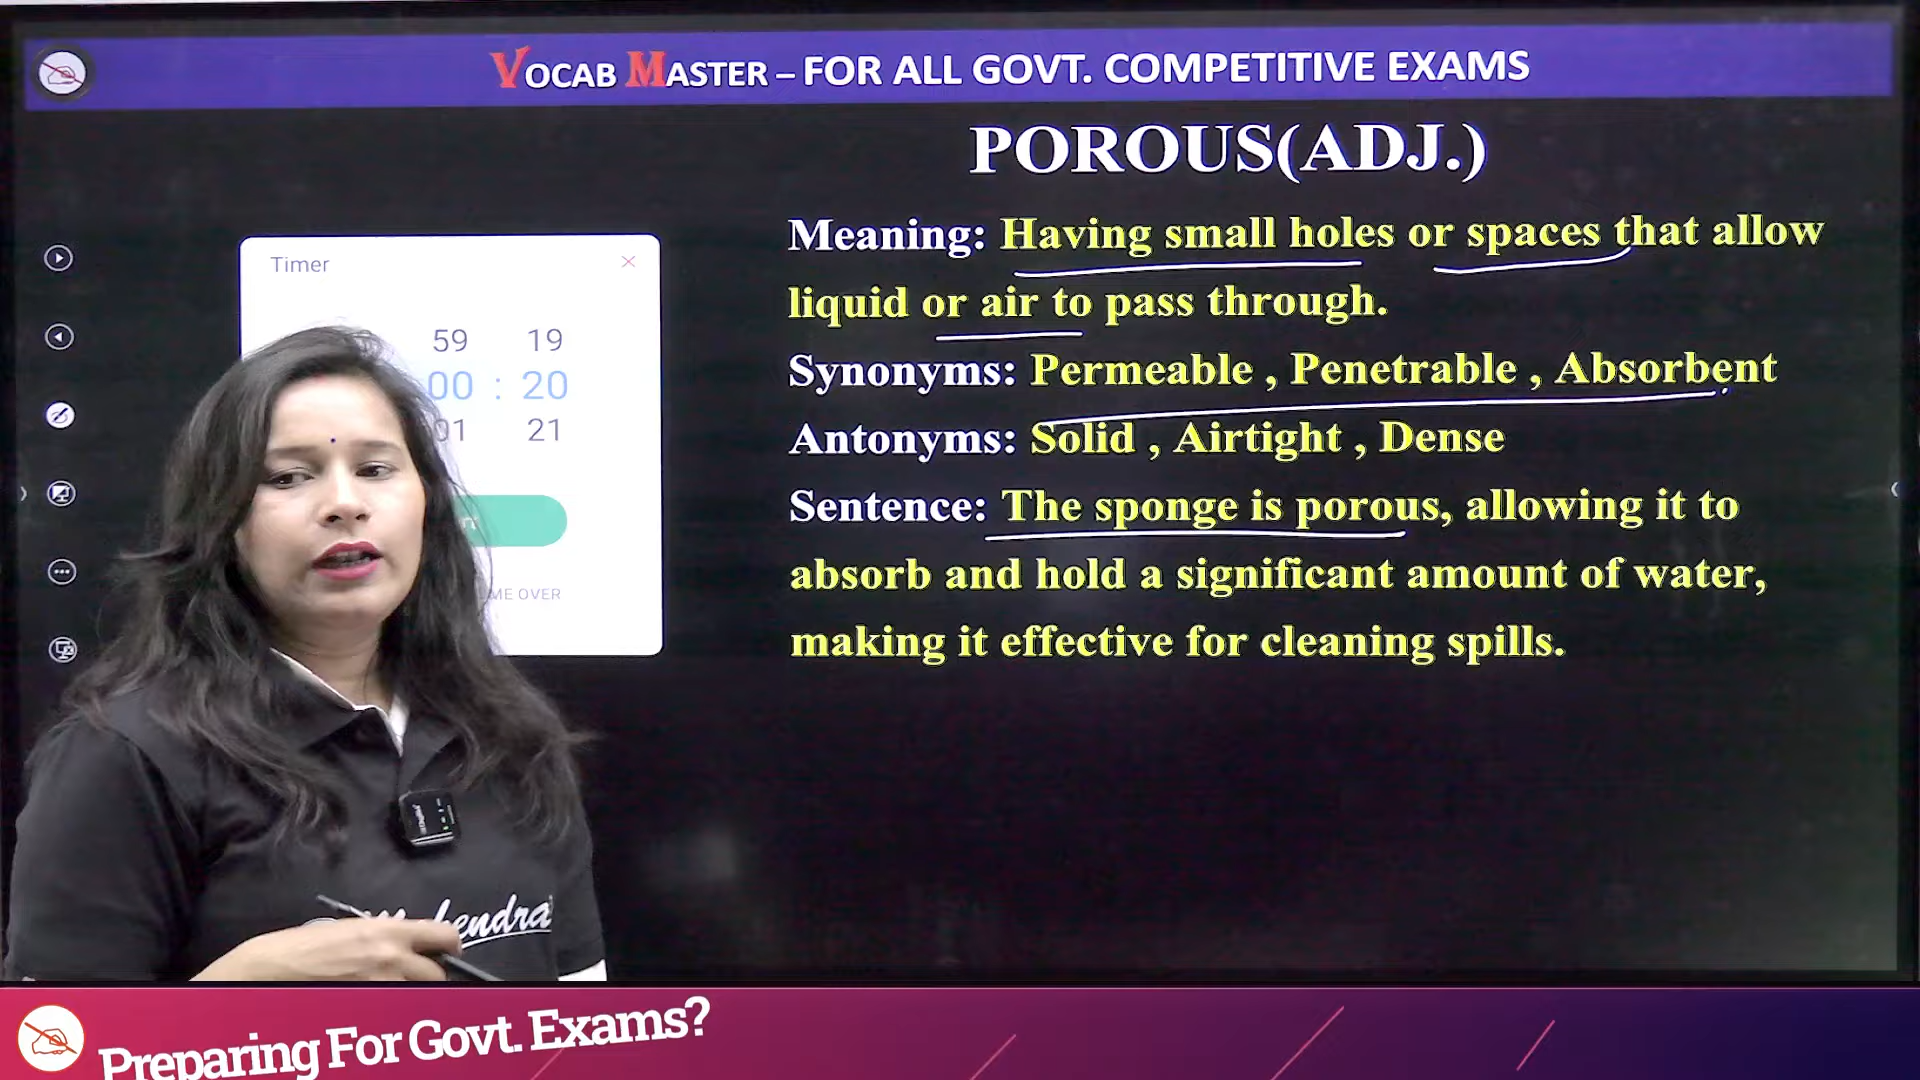 VOCAB MASTER – FOR ALL GOVT. COMPETITIVE EXAMS
POROUS(ADJ.)
Meaning: Having small holes or spaces that allow
liquid or air to pass through.
Synonyms: Permeable , Penetrable , Absorbent
Antonyms: Solid , Airtight , Dense
Sentence: The sponge is porous, allowing it to
absorb and hold a significant amount of water,
making it effective for cleaning spills.
Timer
59 19
00 : 20
01 21
OVER
Preparing For Govt. Exams?